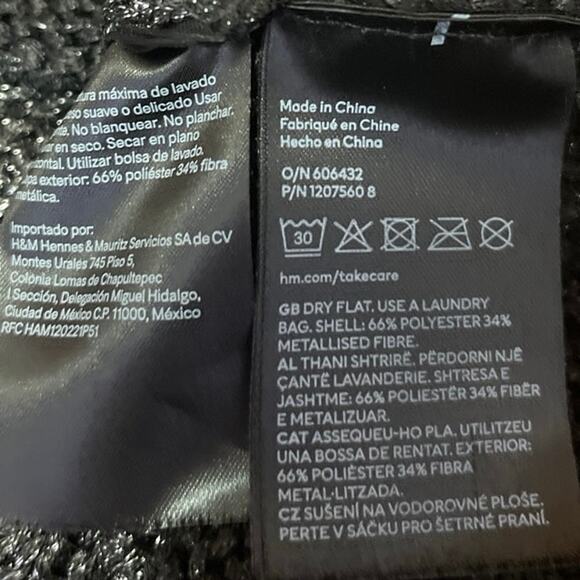 máxima de lavado
suave o delicado Usar
No blanquear. No planchar.
en seco. Secar en plano
Utilizar bolsa de lavado.
exterior: 66% poliéster 34% fibra
metálica.
Importado por:
H&M Hennes & Mauritz Servicios SA de CV
Montes Urales 745 Piso 5,
Colonia Lomas de Chapultepec
I Sección, Delegación Miguel Hidalgo,
Ciudad de México C.P. 11000, México
RFC HAM120221P51
Made in China
Fabriqué en Chine
Hecho en China
O/N 606432
P/N 1207560 8
30
hm.com/takecare
GB DRY FLAT. USE A LAUNDRY
BAG. SHELL: 66% POLYESTER 34%
METALLISED FIBRE.
AL THANI SHTRIRË. PËRDORNI NJË
ÇANTË LAVANDERIE. SHTRESA E
JASHTME: 66% POLIESTËR 34% FIBËR
E METALIZUAR.
CAT ASSEQUEU-HO PLA. UTILITZEU
UNA BOSSA DE RENTAT. EXTERIOR:
66% POLIÈSTER 34% FIBRA
METAL·LITZADA.
CZ SUŠENÍ NA VODOROVNÉ PLOŠE.
PERTE V SÁČKU PRO ŠETRNÉ PRANÍ.